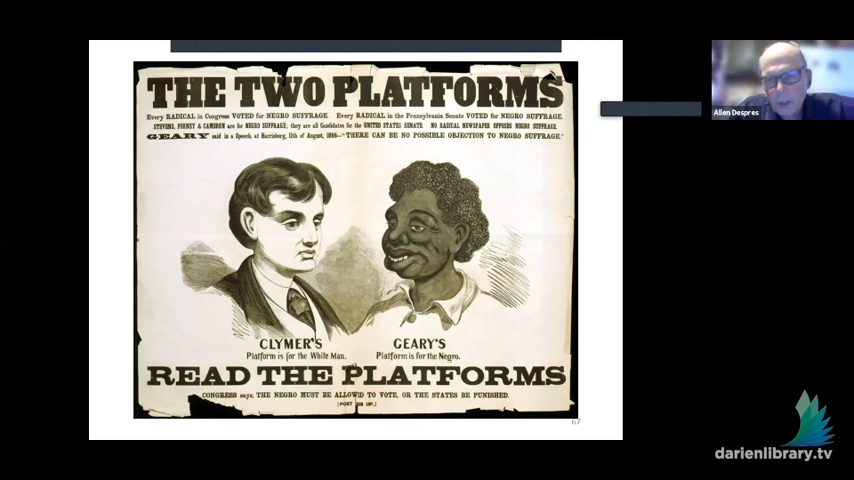 THE TWO PLATFORMS
Every RADICAL in Congress VOTED for NEGRO SUFFRAGE. Every RADICAL in the Pennsylvania Senate VOTED for NEGRO SUFFRAGE.
STEVENS, FORNEY & CAMERON are for NEGRO SUFFRAGE; they are all Candidates for the UNITED STATES SENATE. NO RADICAL NEWSPAPER OPPOSES NEGRO SUFFRAGE.
GEARY said in a Speech, at Harrisburg, 11th of August, 1866—"THERE CAN BE NO POSSIBLE OBJECTION TO NEGRO SUFFRAGE."
CLYMER'S
Platform is for the White Man.
GEARY'S
Platform is for the Negro.
READ THE PLATFORMS
CONGRESS says, THE NEGRO MUST BE ALLOWED TO VOTE, OR THE STATES BE PUNISHED.
[POST THIS UP.]
67
Allen Despres
darienlibrary.tv